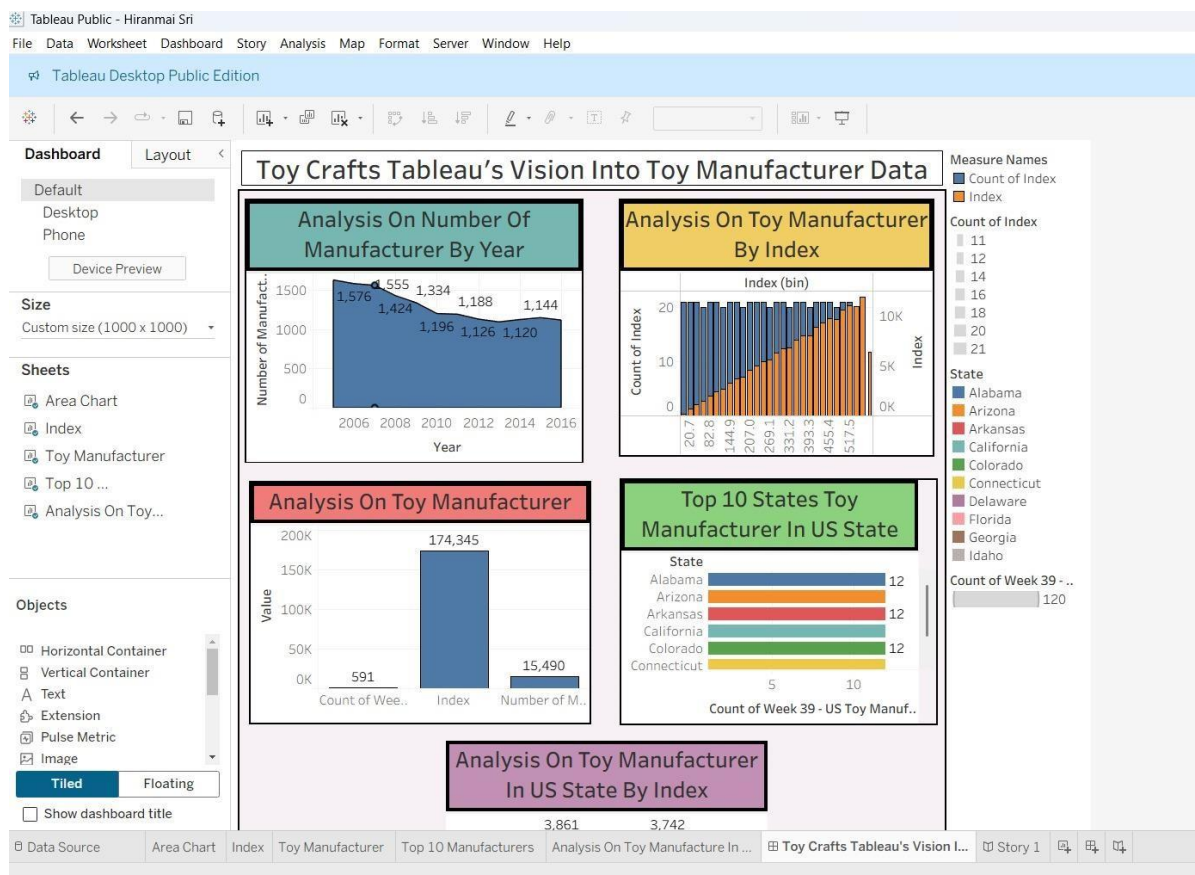 Tableau Public - Hiranmai Sri
File Data Worksheet Dashboard Story Analysis Map Format Server Window Help
Tableau Desktop Public Edition
Dashboard Layout
Default
Desktop
Phone
Device Preview
Size
Custom size (1000 x 1000)
Sheets
Area Chart
Index
Toy Manufacturer
Top 10 ...
Analysis On Toy...
Objects
Horizontal Container
Vertical Container
A Text
Extension
Pulse Metric
Image
Tiled Floating
Show dashboard title
Toy Crafts Tableau's Vision Into Toy Manufacturer Data
Analysis On Number Of
Manufacturer By Year
Number of Manufact..
1500
1000
500
0
1,576
1,555
1,424
1,334
1,196
1,188
1,126
1,120
1,144
2006 2008 2010 2012 2014 2016
Year
Analysis On Toy Manufacturer
By Index
Index (bin)
Count of Index
20
10
0
10K
5K
0K
Index
20.7
82.8
144.9
207.0
269.1
331.2
393.3
455.4
517.5
Analysis On Toy Manufacturer
Value
200K
150K
100K
50K
0K
591
174,345
15,490
Count of Wee.. Index Number of M..
Top 10 States Toy
Manufacturer In US State
State
Alabama 12
Arizona
Arkansas 12
California
Colorado 12
Connecticut
5 10
Count of Week 39 - US Toy Manuf..
Analysis On Toy Manufacturer
In US State By Index
3,861 3,742
Measure Names
Count of Index
Index
Count of Index
11
12
14
16
18
20
21
State
Alabama
Arizona
Arkansas
California
Colorado
Connecticut
Delaware
Florida
Georgia
Idaho
Count of Week 39 - ..
120
Data Source Area Chart Index Toy Manufacturer Top 10 Manufacturers Analysis On Toy Manufacture In ... Toy Crafts Tableau's Vision I... Story 1